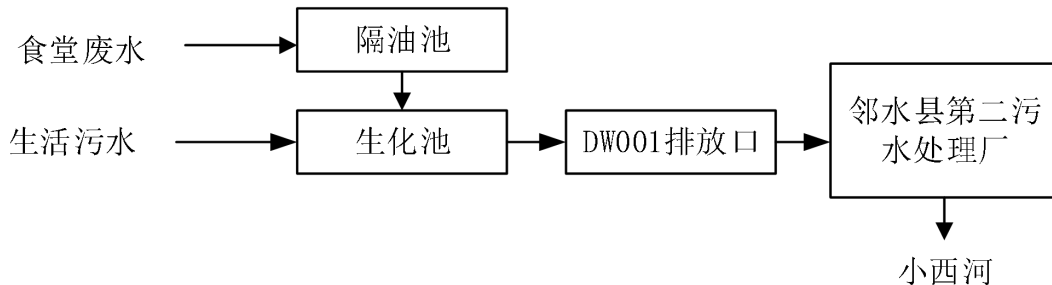 食堂废水
隔油池
生活污水
生化池
DW001排放口
邻水县第二污
水处理厂
小西河